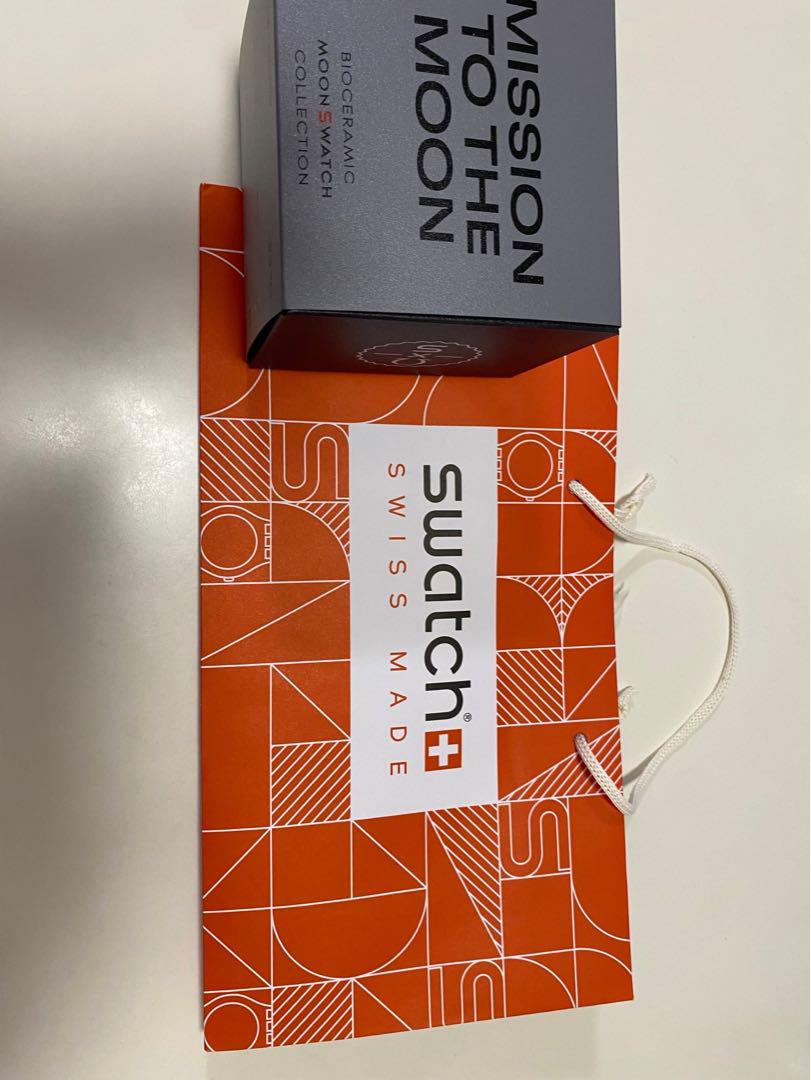 MISSION
TO THE
MOON
BIOCERAMIC
MOONSWATCH
COLLECTION
swatch®
SWISS MADE
S
S
S